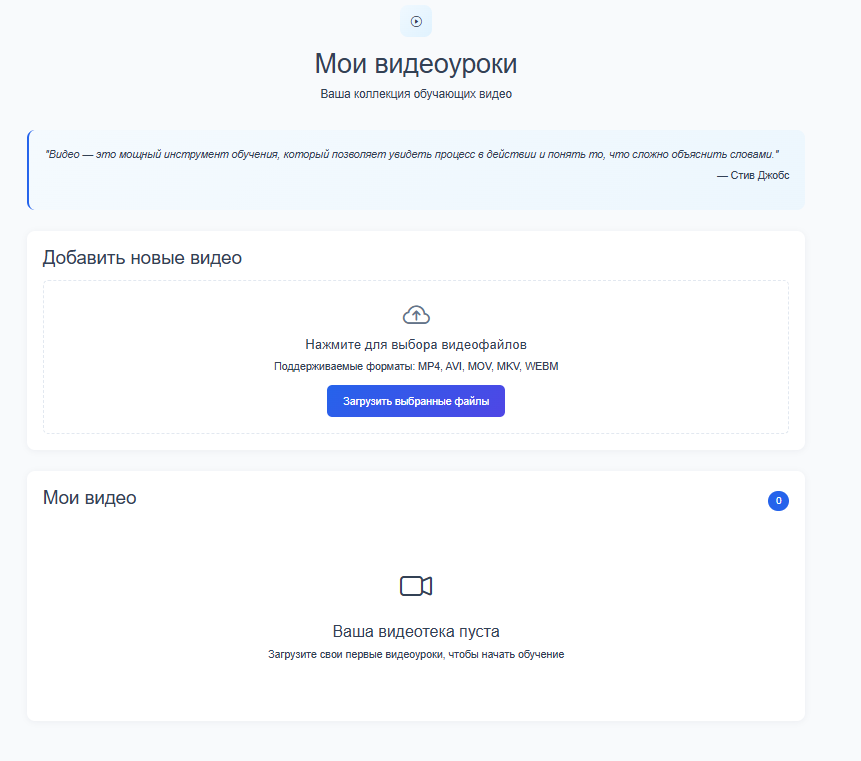 Мои видеоуроки
Ваша коллекция обучающих видео
"Видео — это мощный инструмент обучения, который позволяет увидеть процесс в действии и понять то, что сложно объяснить словами."
— Стив Джобс
Добавить новые видео
Нажмите для выбора видеофайлов
Поддерживаемые форматы: MP4, AVI, MOV, MKV, WEBM
Загрузить выбранные файлы
Мои видео
0
Ваша видеотека пуста
Загрузите свои первые видеоуроки, чтобы начать обучение